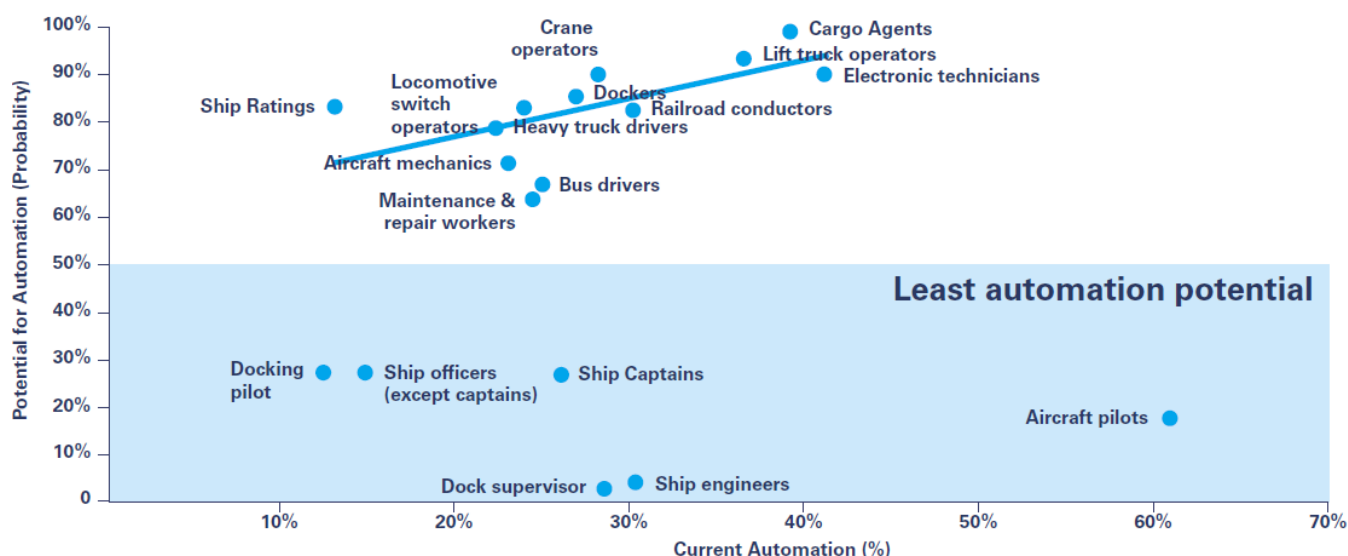 100%
90%
80%
70%
60%
50%
40%
30%
20%
10%
0
Potential for Automation (Probability)
Crane
operators
Cargo Agents
Lift truck operators
Electronic technicians
Locomotive
switch
operators
Dockers
Ship Ratings
Railroad conductors
Heavy truck drivers
Aircraft mechanics
Bus drivers
Maintenance &
repair workers
Least automation potential
Docking
pilot
Ship officers
(except captains)
Ship Captains
Aircraft pilots
Dock supervisor
Ship engineers
10%
20%
30%
40%
50%
60%
70%
Current Automation (%)